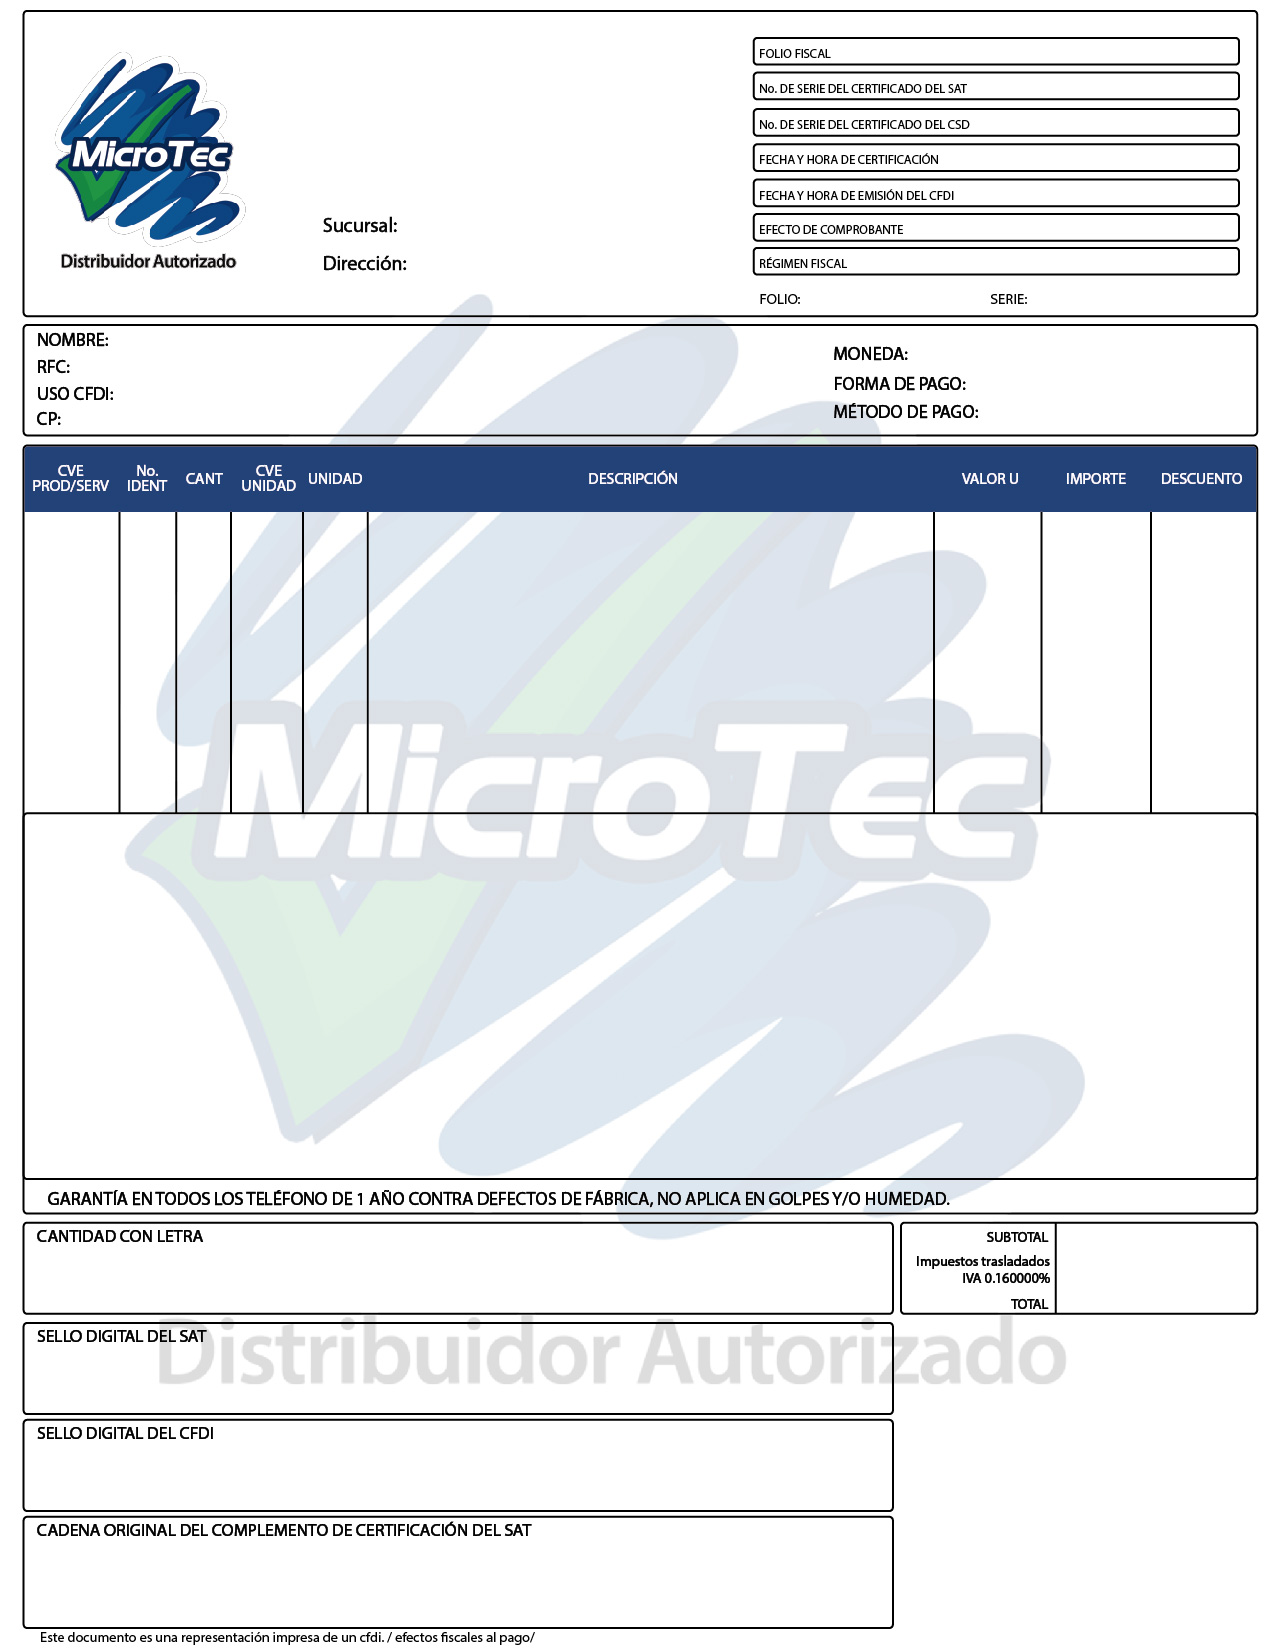 MicroTec
Distribuidor Autorizado
Sucursal:
Dirección:
FOLIO FISCAL
No. DE SERIE DEL CERTIFICADO DEL SAT
No. DE SERIE DEL CERTIFICADO DEL CSD
FECHA Y HORA DE CERTIFICACIÓN
FECHA Y HORA DE EMISIÓN DEL CFDI
EFECTO DE COMPROBANTE
RÉGIMEN FISCAL
FOLIO: SERIE:
NOMBRE:
RFC:
USO CFDI:
CP:
MONEDA:
FORMA DE PAGO:
MÉTODO DE PAGO:
CVE PROD/SERV No. IDENT CANT CVE UNIDAD UNIDAD DESCRIPCIÓN VALOR U IMPORTE DESCUENTO
MicroTec
GARANTÍA EN TODOS LOS TELÉFONO DE 1 AÑO CONTRA DEFECTOS DE FÁBRICA, NO APLICA EN GOLPES Y/O HUMEDAD.
CANTIDAD CON LETRA
SUBTOTAL
Impuestos trasladados
IVA 0.160000%
TOTAL
SELLO DIGITAL DEL SAT
Distribuidor Autorizado
SELLO DIGITAL DEL CFDI
CADENA ORIGINAL DEL COMPLEMENTO DE CERTIFICACIÓN DEL SAT
Este documento es una representación impresa de un cfdi. / efectos fiscales al pago/